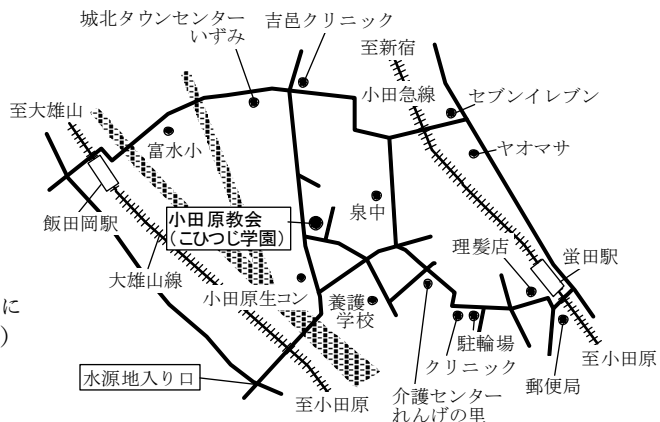 城北タウンセンター
いずみ
吉邑クリニック
至新宿
小田急線
セブンイレブン
至大雄山
富水小
ヤオマサ
飯田岡駅
小田原教会
(こひつじ学園)
泉中
理髪店
蛍田駅
大雄山線
小田原生コン
養護
学校
に
)
駐輪場
クリニック
至小田原
水源地入り口
至小田原
介護センター
れんげの里
郵便局